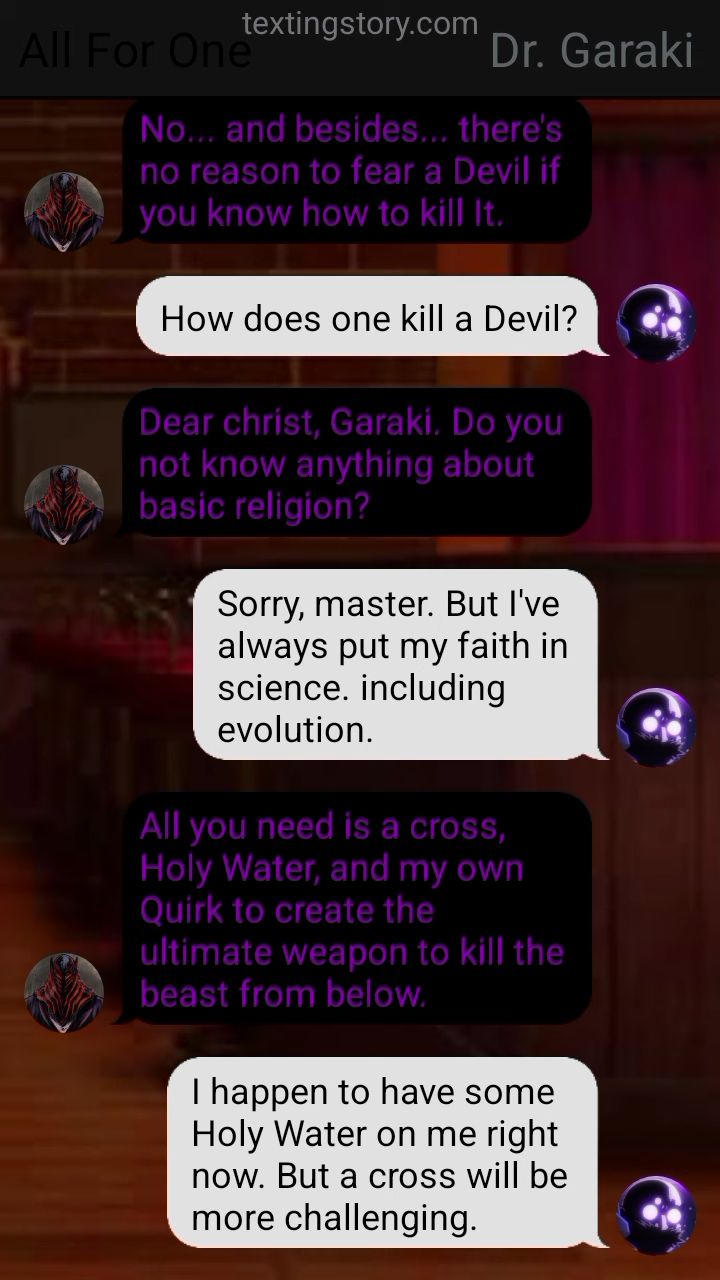 textingstory.com
All For One
Dr. Garaki
No... and besides... there's
no reason to fear a Devil if
you know how to kill It.
How does one kill a Devil?
Dear christ, Garaki. Do you
not know anything about
basic religion?
Sorry, master. But I've
always put my faith in
science. including
evolution.
All you need is a cross,
Holy Water, and my own
Quirk to create the
ultimate weapon to kill the
beast from below.
I happen to have some
Holy Water on me right
now. But a cross will be
more challenging.